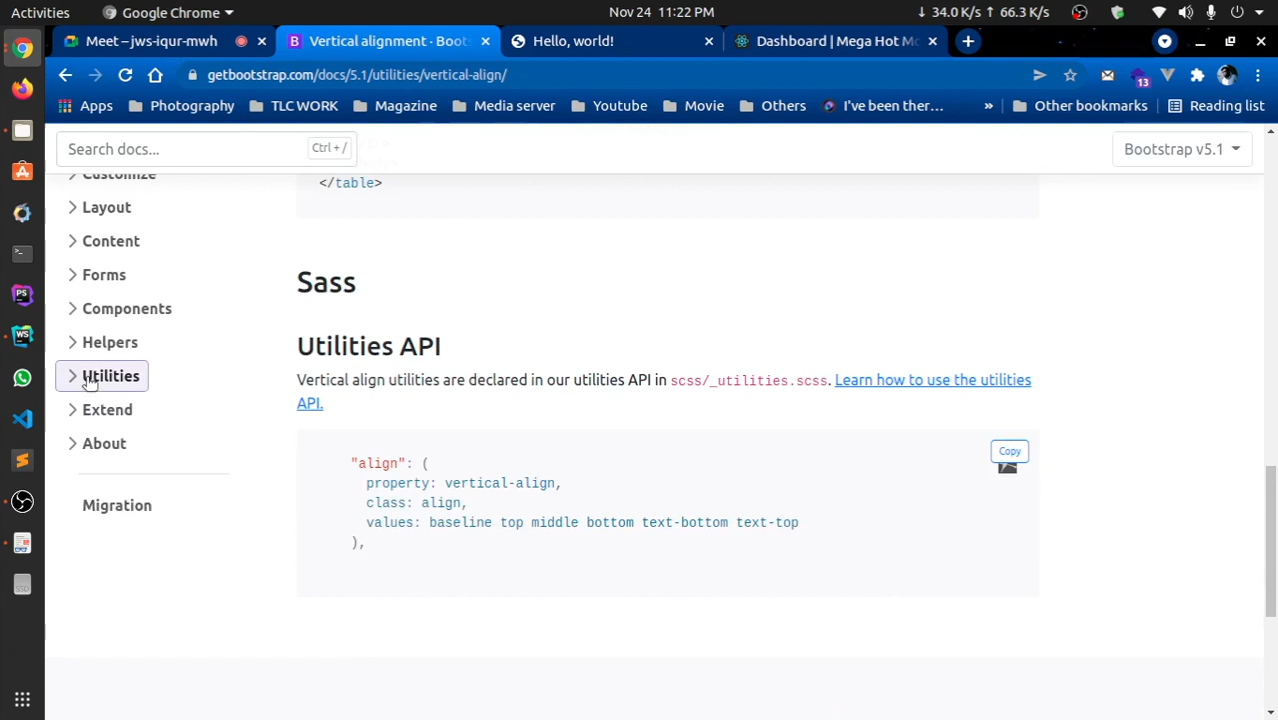 Activities Google Chrome Nov 24 11:22 PM ↓ 34.0 K/s ↑ 66.3 K/s
Meet – jws-iqur-mwh
Vertical alignment · Boots
Hello, world!
Dashboard | Mega Hot Mo
getbootstrap.com/docs/5.1/utilities/vertical-align/
13
Apps Photography TLC WORK Magazine Media server Youtube Movie Others I've been ther… » Other bookmarks Reading list
Search docs... Ctrl + / Bootstrap v5.1
Customize
Layout
Content
Forms
Components
Helpers
Utilities
Extend
About
Migration
</table>
Sass
Utilities API
Vertical align utilities are declared in our utilities API in scss/_utilities.scss. Learn how to use the utilities
API.
Copy
"align": (
property: vertical-align,
class: align,
values: baseline top middle bottom text-bottom text-top
),
PS
WS
SSD